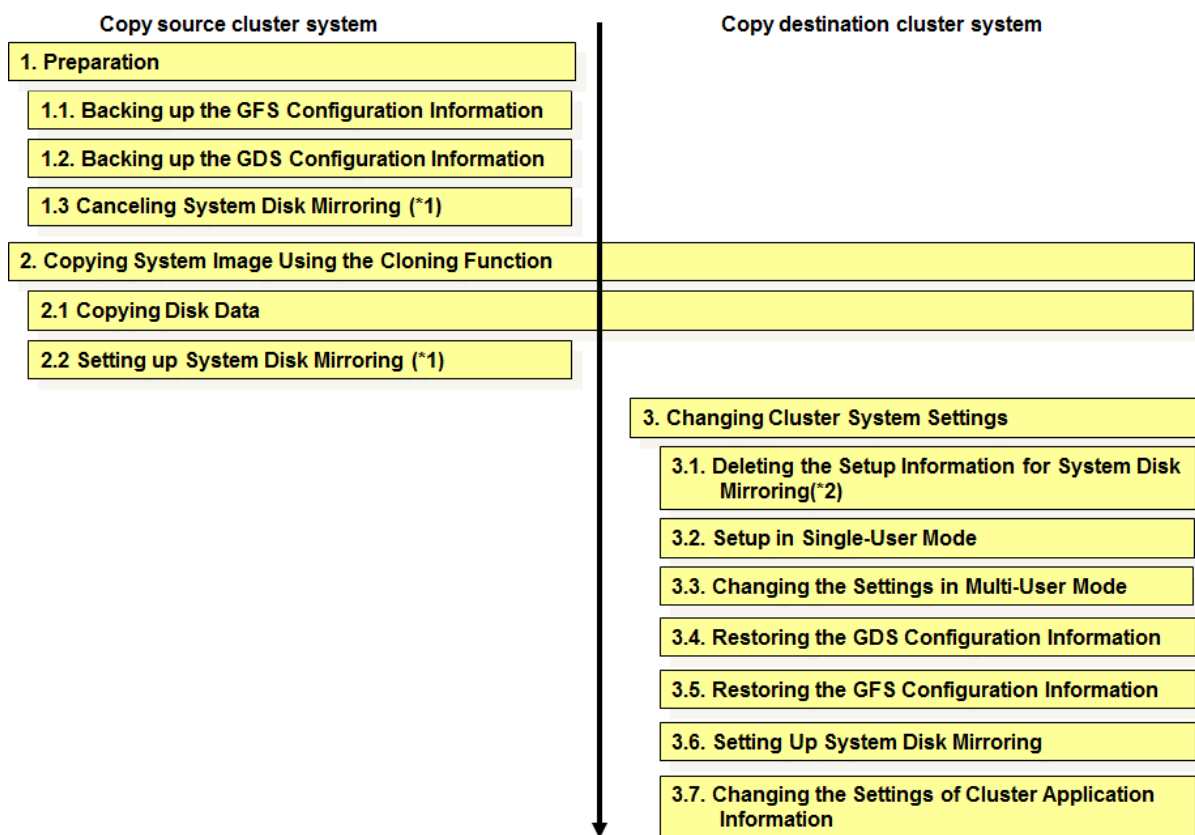 Copy source cluster system
Copy destination cluster system
1. Preparation
1.1. Backing up the GFS Configuration Information
1.2. Backing up the GDS Configuration Information
1.3 Canceling System Disk Mirroring (*1)
2. Copying System Image Using the Cloning Function
2.1 Copying Disk Data
2.2 Setting up System Disk Mirroring (*1)
3. Changing Cluster System Settings
3.1. Deleting the Setup Information for System Disk
Mirroring(*2)
3.2. Setup in Single-User Mode
3.3. Changing the Settings in Multi-User Mode
3.4. Restoring the GDS Configuration Information
3.5. Restoring the GFS Configuration Information
3.6. Setting Up System Disk Mirroring
3.7. Changing the Settings of Cluster Application
Information